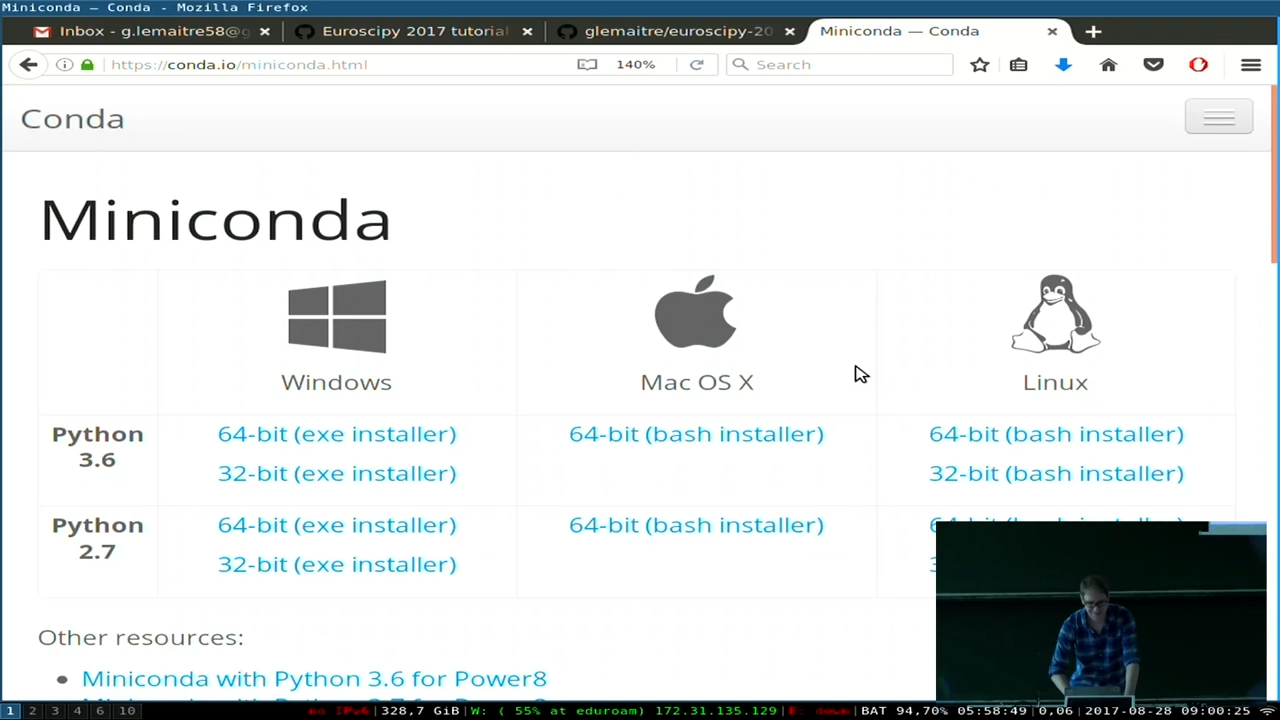 Miniconda — Conda - Mozilla Firefox
Inbox - g.lemaitre58@g
Euroscipy 2017 tutorial
glemaitre/euroscipy-20
Miniconda — Conda
https://conda.io/miniconda.html
140%
Search
Conda
Miniconda
Windows
Mac OS X
Linux
Python 3.6
64-bit (exe installer)
64-bit (bash installer)
64-bit (bash installer)
32-bit (exe installer)
32-bit (bash installer)
Python 2.7
64-bit (exe installer)
64-bit (bash installer)
32-bit (exe installer)
Other resources:
Miniconda with Python 3.6 for Power8
1 2 3 4 6 10
no IPv6|328,7 GiB|W: ( 55% at eduroam) 172.31.135.129|E: down|BAT 94,70% 05:58:49|0,06|2017-08-28 09:00:25